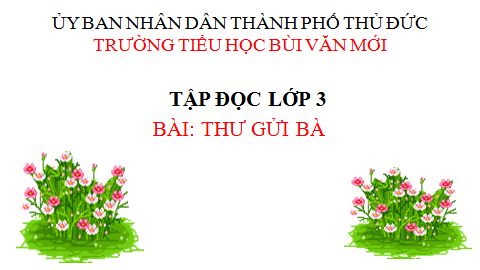 ỦY BAN NHÂN DÂN THÀNH PHỐ THỦ ĐỨC
TRƯỜNG TIỂU HỌC BÙI VĂN MỚI
TẬP ĐỌC LỚP 3
BÀI: THƯ GỬI BÀ